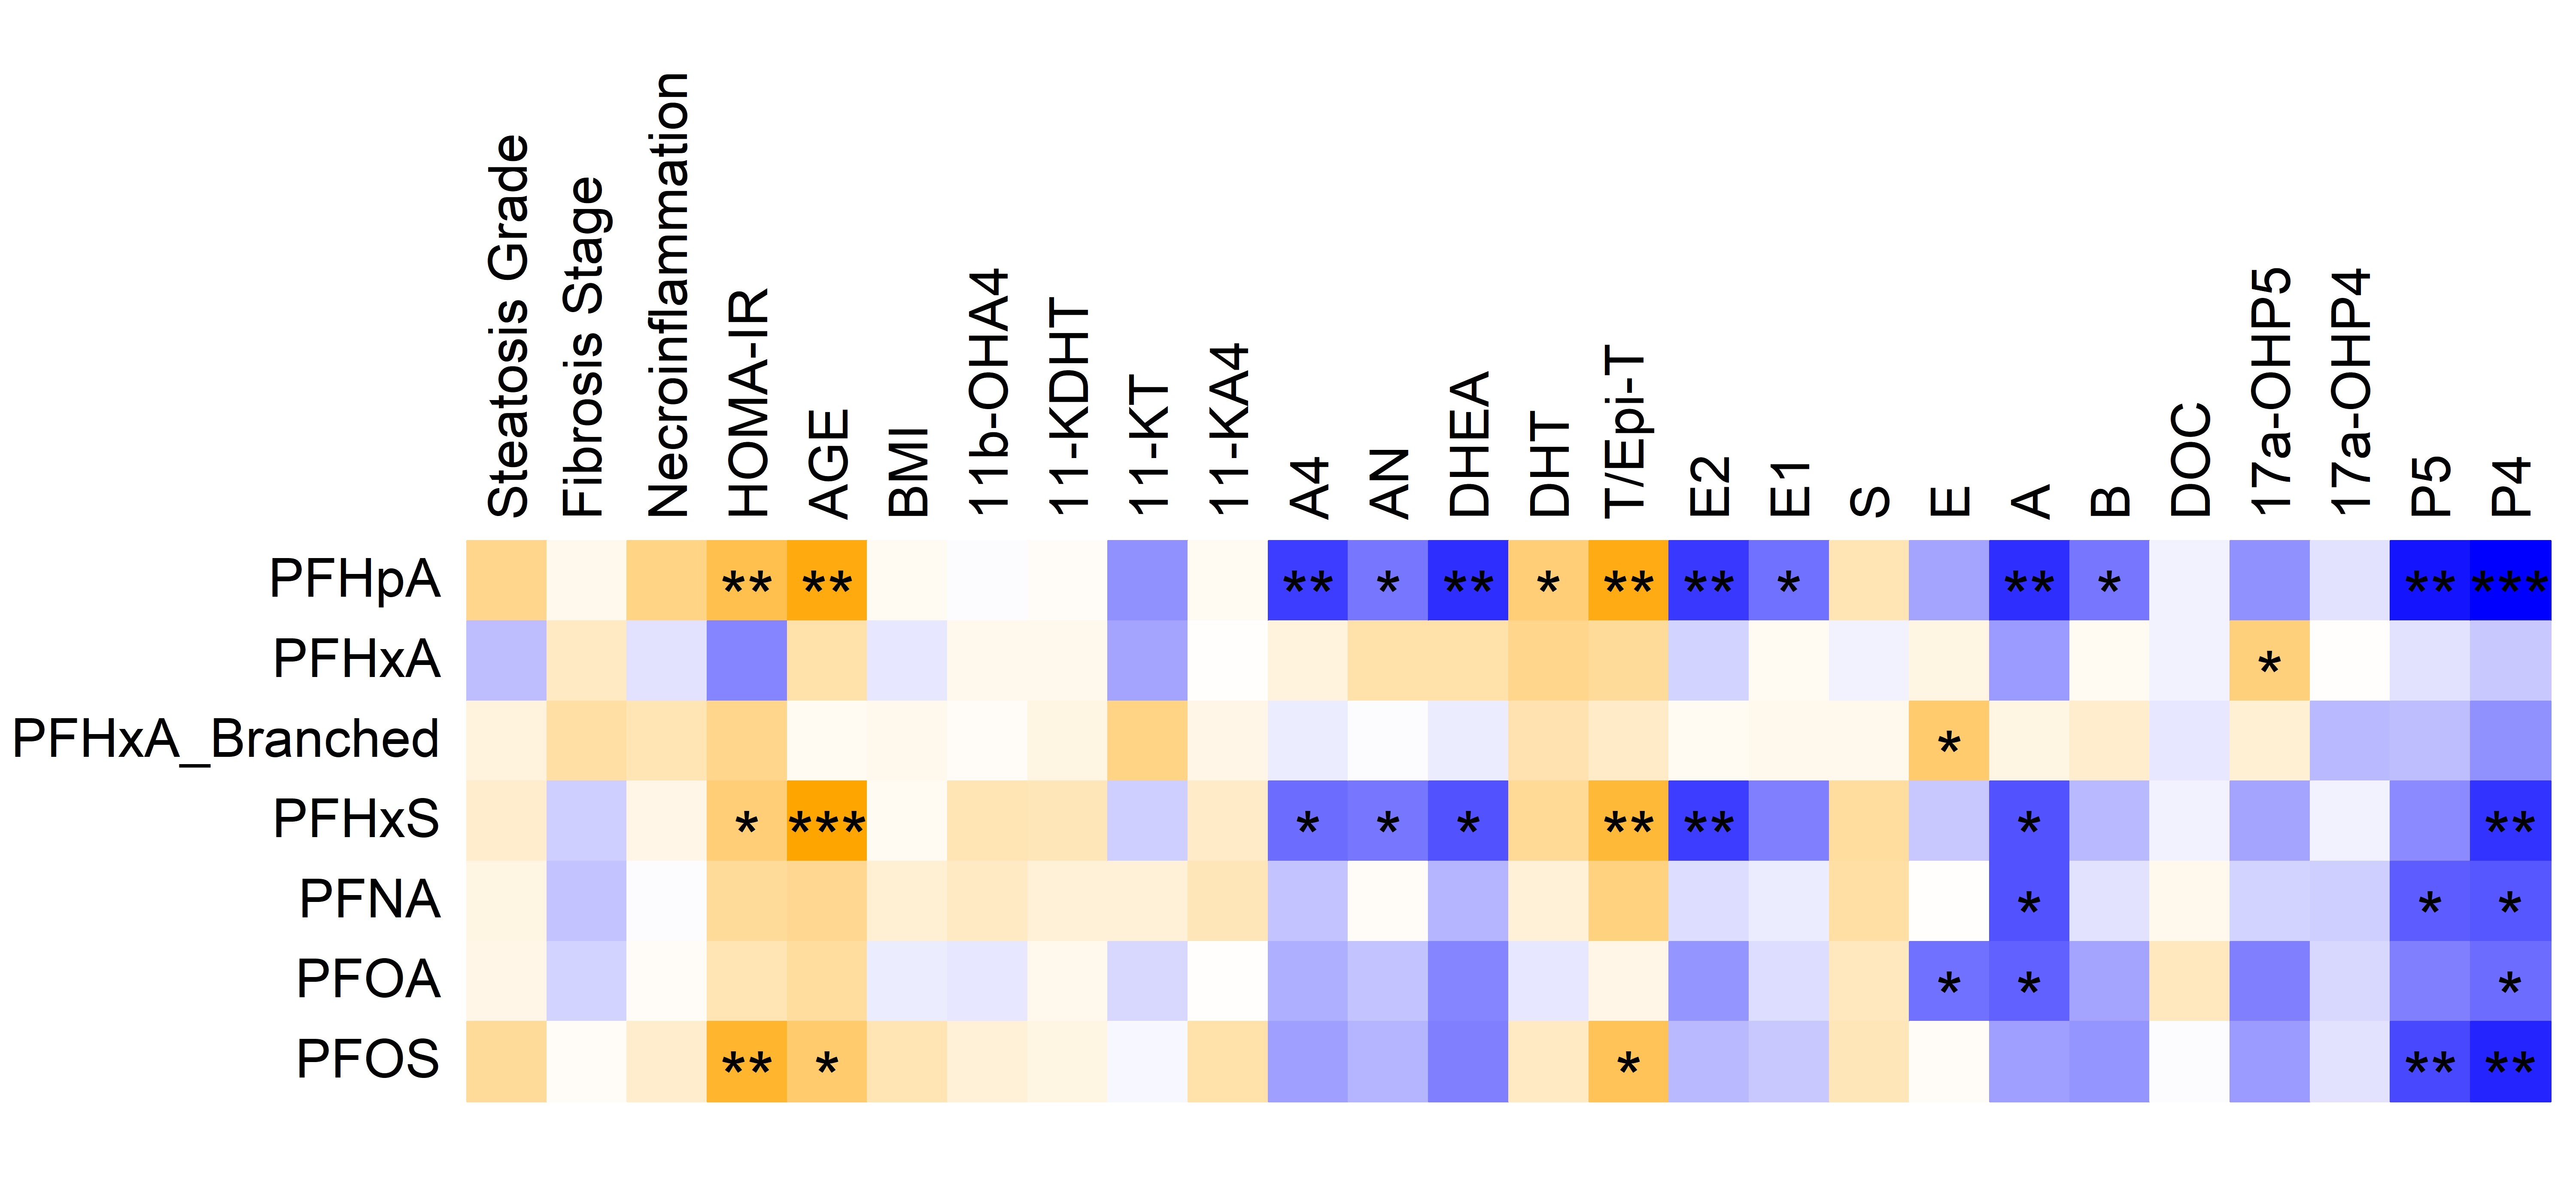 Steatosis Grade
Fibrosis Stage
Necroinflammation
HOMA-IR
AGE
BMI
11b-OHA4
11-KDHT
11-KT
11-KA4
A4
AN
DHEA
DHT
T/Epi-T
E2
E1
S
E
A
B
DOC
17a-OHP5
17a-OHP4
P5
P4
PFHpA ** ** ** * ** * ** ** * ** * ** ***
PFHxA *
PFHxA_Branched *
PFHxS * *** * * * ** ** * **
PFNA * * *
PFOA * * *
PFOS ** * * ** **